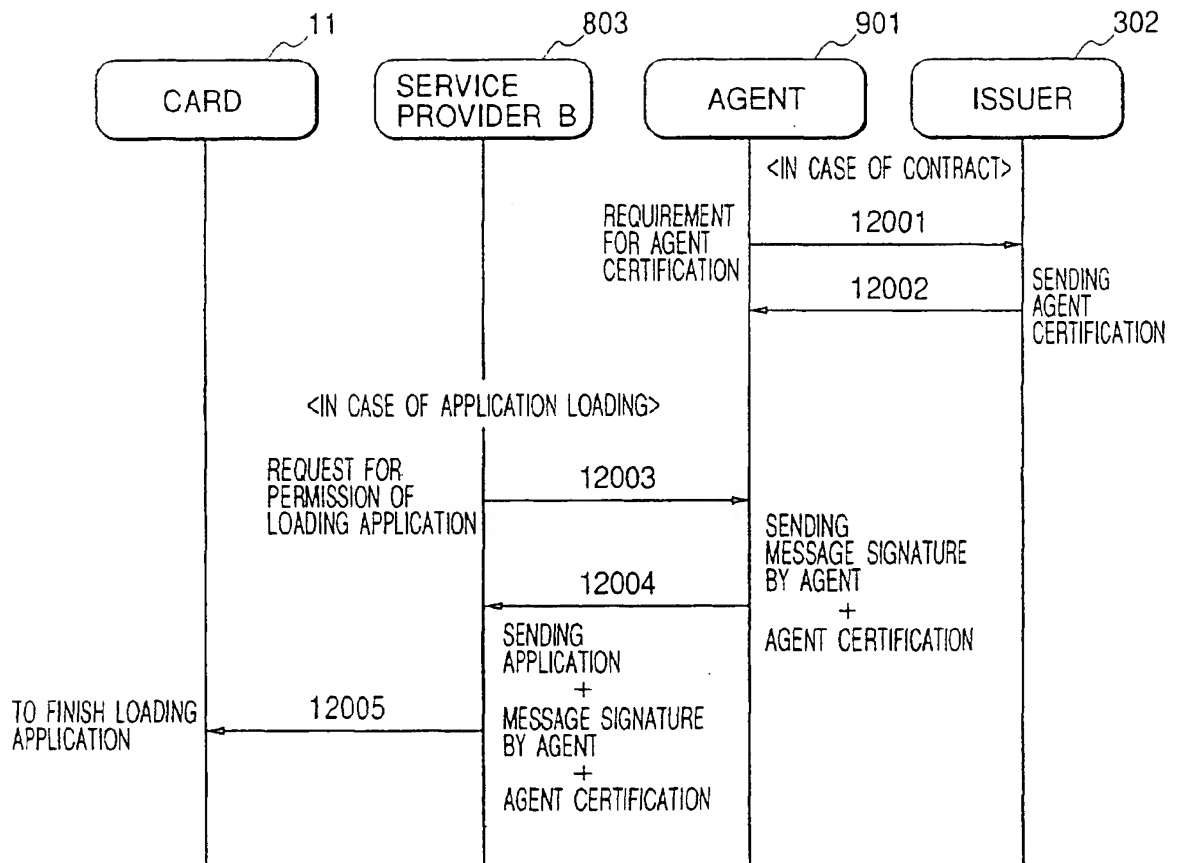 11
803
901
302
CARD
SERVICE
PROVIDER B
AGENT
ISSUER
<IN CASE OF CONTRACT>
REQUIREMENT
FOR AGENT
CERTIFICATION
12001
12002
SENDING
AGENT
CERTIFICATION
<IN CASE OF APPLICATION LOADING>
REQUEST FOR
PERMISSION OF
LOADING APPLICATION
12003
SENDING
MESSAGE SIGNATURE
BY AGENT
+
AGENT CERTIFICATION
12004
SENDING
APPLICATION
+
MESSAGE SIGNATURE
BY AGENT
+
AGENT CERTIFICATION
12005
TO FINISH LOADING
APPLICATION